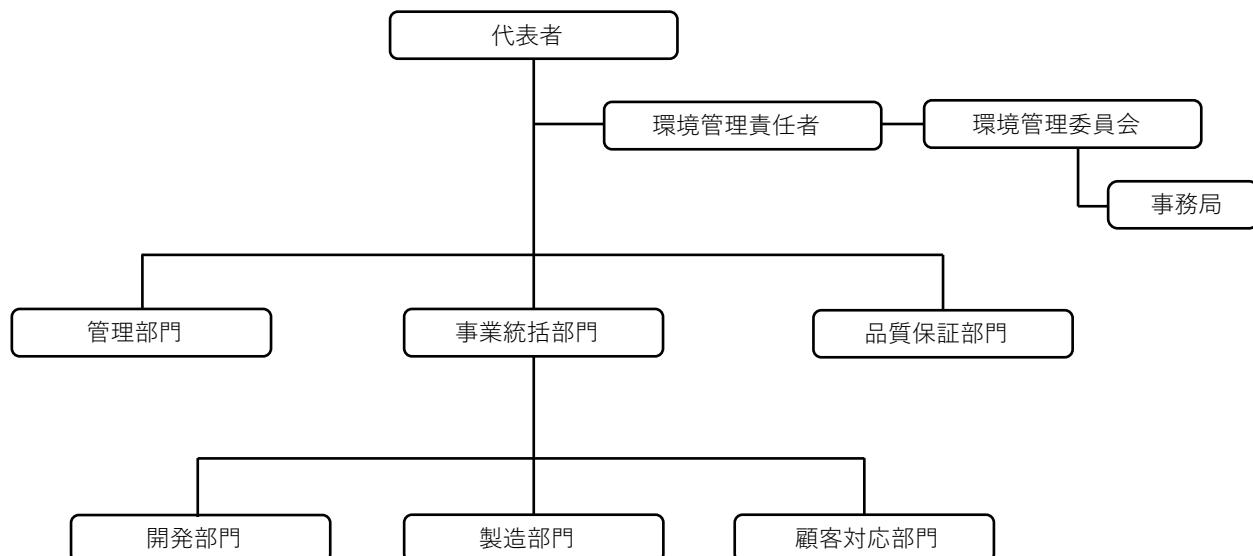 代表者
環境管理責任者
環境管理委員会
事務局
管理部門
事業統括部門
品質保証部門
開発部門
製造部門
顧客対応部門